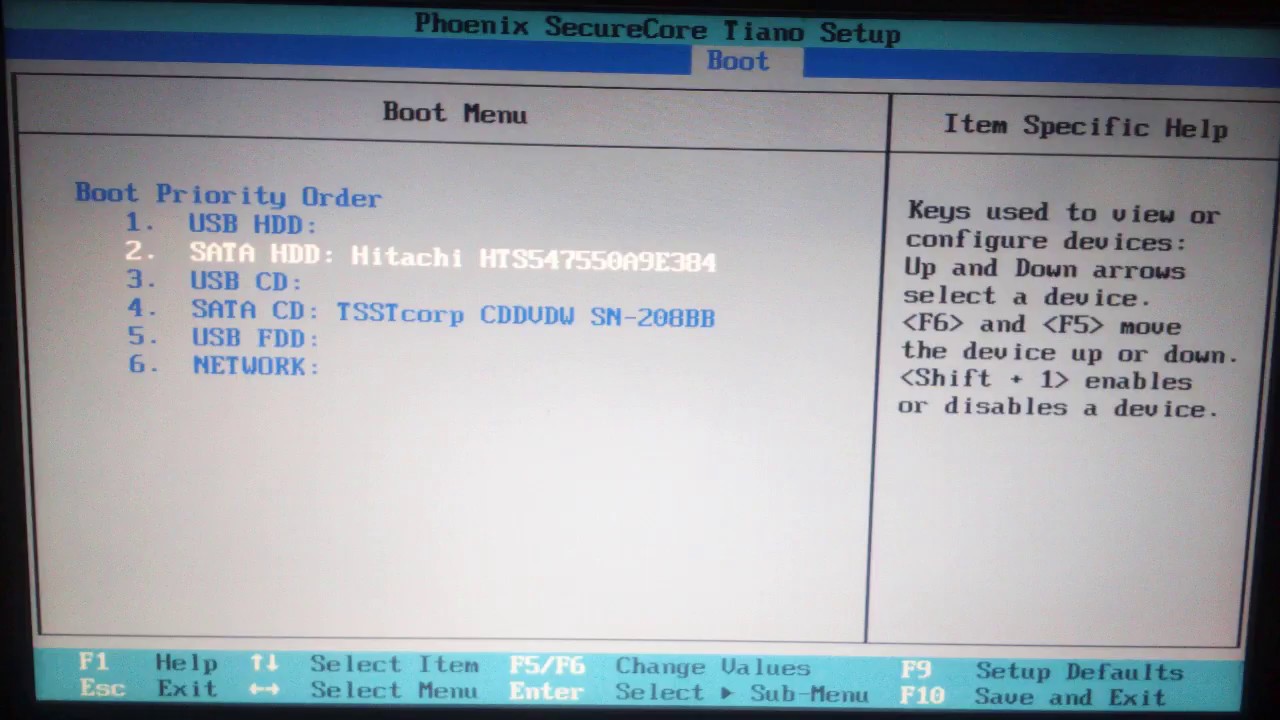 Phoenix SecureCore Tiano Setup
Boot
Boot Menu
Boot Priority Order
1. USB HDD:
2. SATA HDD: Hitachi HTS547550A9E384
3. USB CD:
4. SATA CD: TSSTcorp CDDVDW SN-208BB
5. USB FDD:
6. NETWORK:
Item Specific Help
Keys used to view or
configure devices:
Up and Down arrows
select a device.
<F6> and <F5> move
the device up or down.
<Shift + 1> enables
or disables a device.
F1 Help ↑↓ Select Item F5/F6 Change Values F9 Setup Defaults
Esc Exit ↔ Select Menu Enter Select ▶ Sub-Menu F10 Save and Exit